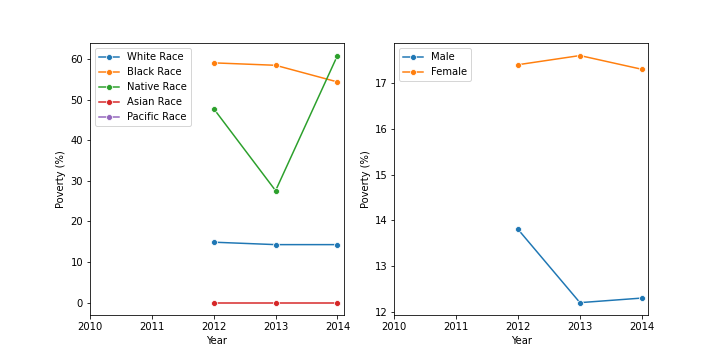 White Race
Black Race
Native Race
Asian Race
Pacific Race
60
50
40
30
20
10
0
Poverty (%)
2010 2011 2012 2013 2014
Year
Male
Female
17
16
15
14
13
12
Poverty (%)
2010 2011 2012 2013 2014
Year